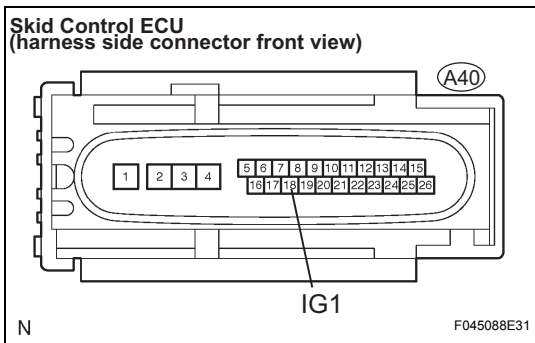 Skid Control ECU
(harness side connector front view)
A40
1 2 3 4 5 6 7 8 9 10 11 12 13 14 15
16 17 18 19 20 21 22 23 24 25 26
IG1
N F045088E31